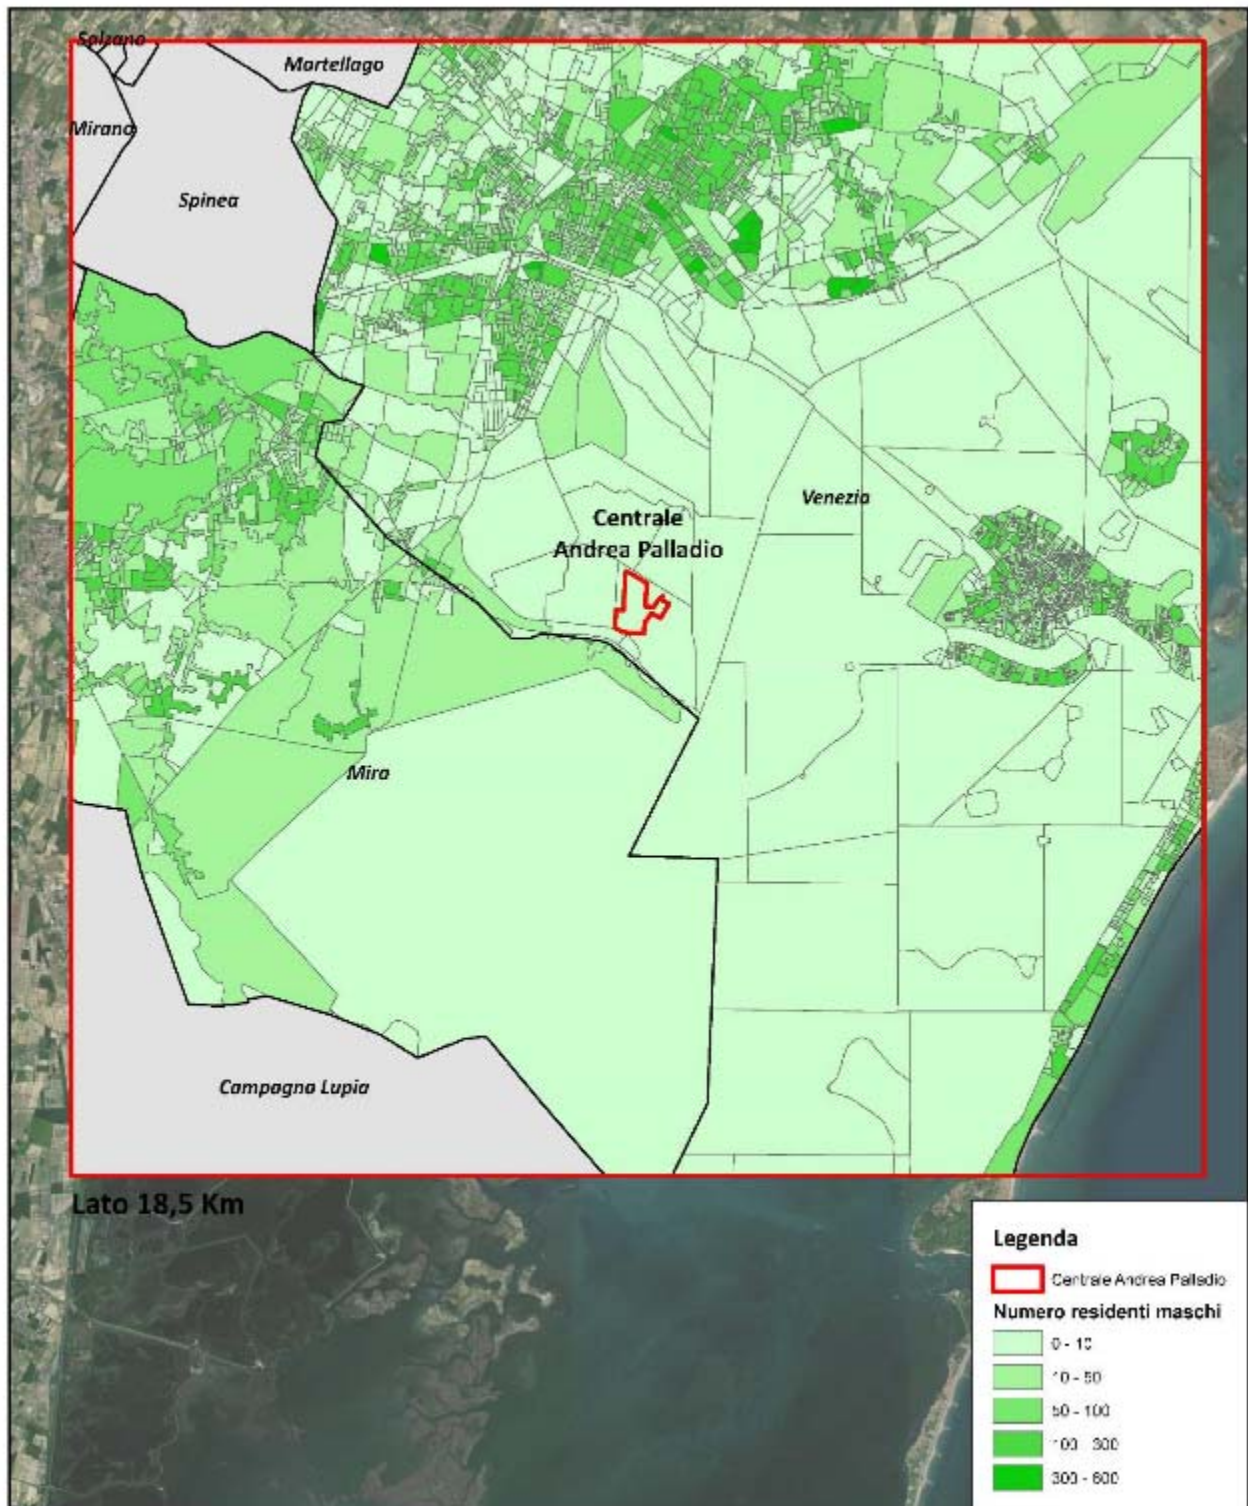 Salzano
Martellago
Mirano
Spinea
Venezia
Centrale
Andrea Palladio
Mira
Campagna Lupia
Lato 18,5 Km
Legenda
Centrale Andrea Palladio
Numero residenti maschi
0 - 10
10 - 50
50 - 100
100 - 300
300 - 600